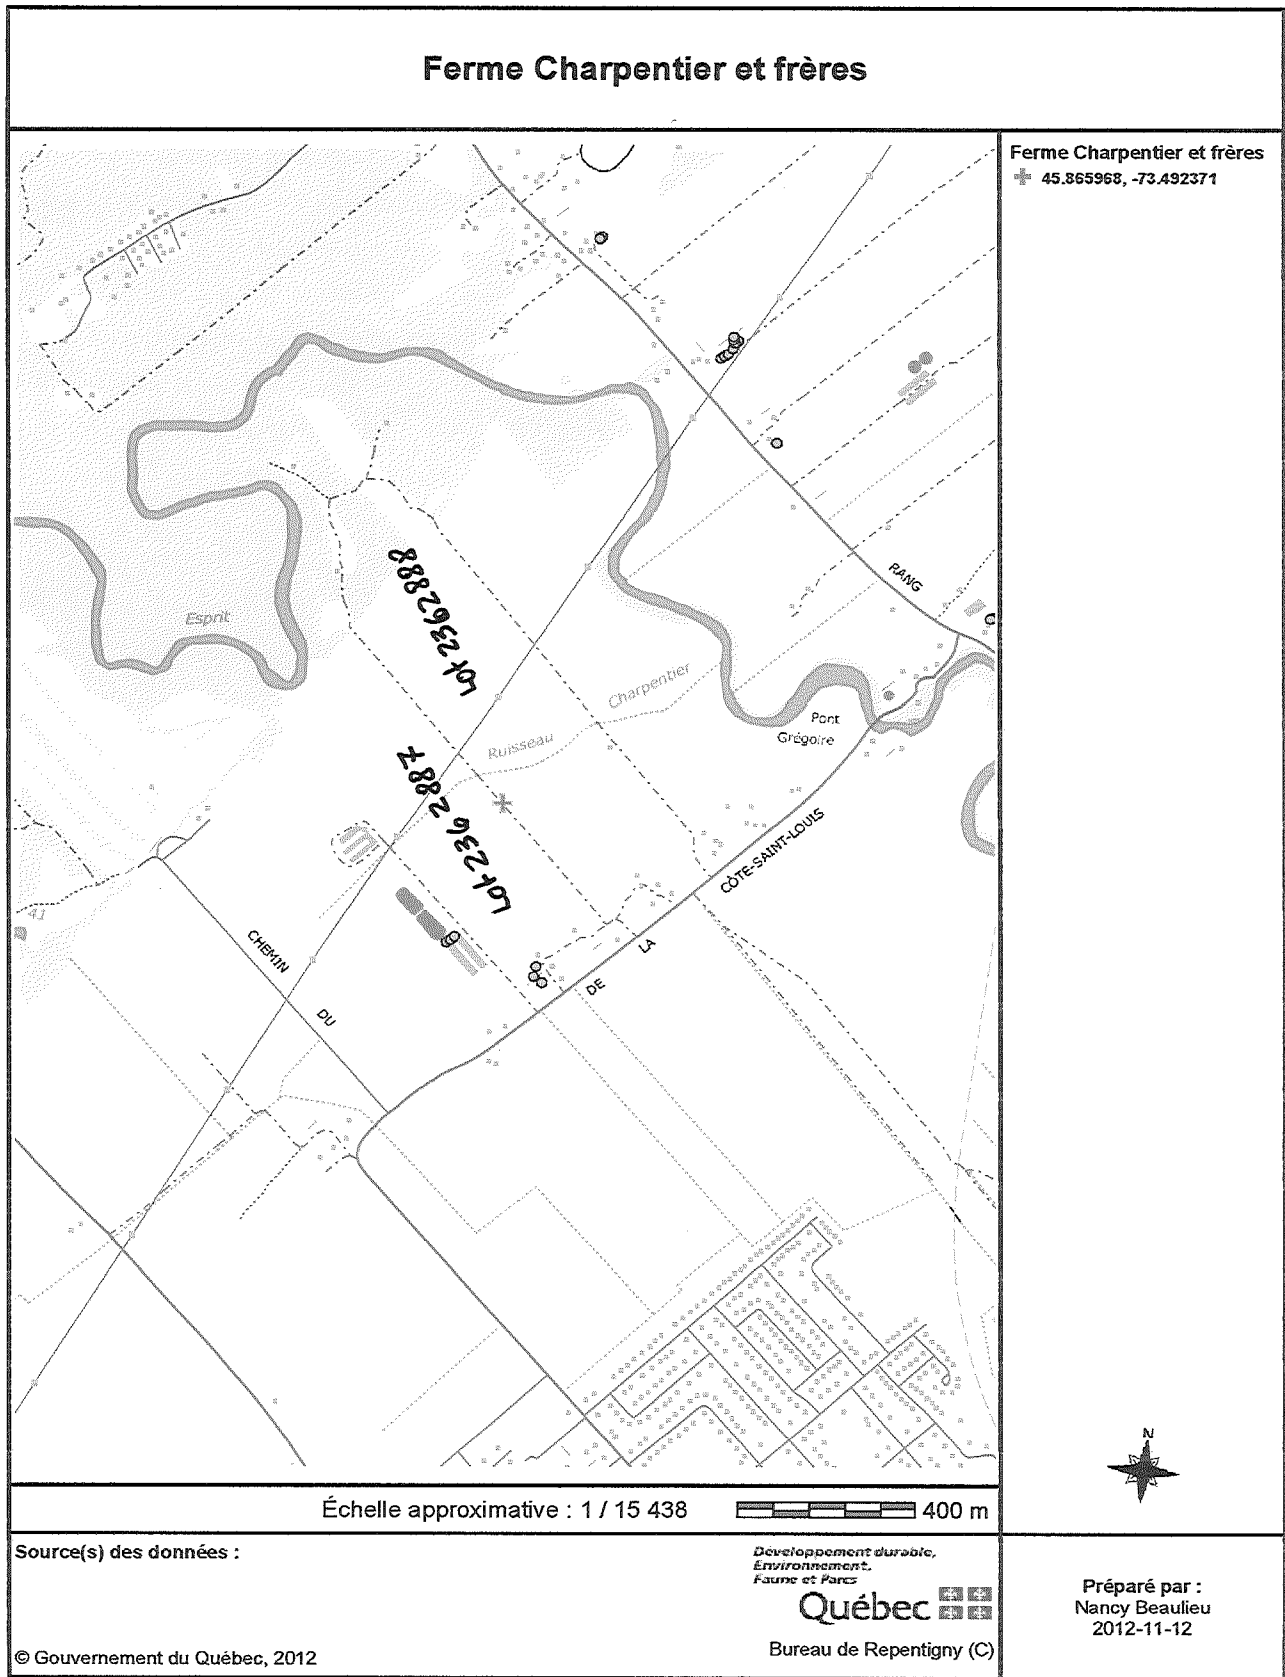 Ferme Charpentier et frères
Ferme Charpentier et frères
45.865968, -73.492371
RANG
Lot 2362888
Esprit
Charpentier
Ruisseau
Pont
Grégoire
Lot 236 2887
CÔTE-SAINT-LOUIS
41
CHEMIN
DU
LA
DE
N
Échelle approximative : 1 / 15 438
400 m
Source(s) des données :
Développement durable,
Environnement,
Faune et Parcs
Québec
Bureau de Repentigny (C)
© Gouvernement du Québec, 2012
Préparé par :
Nancy Beaulieu
2012-11-12